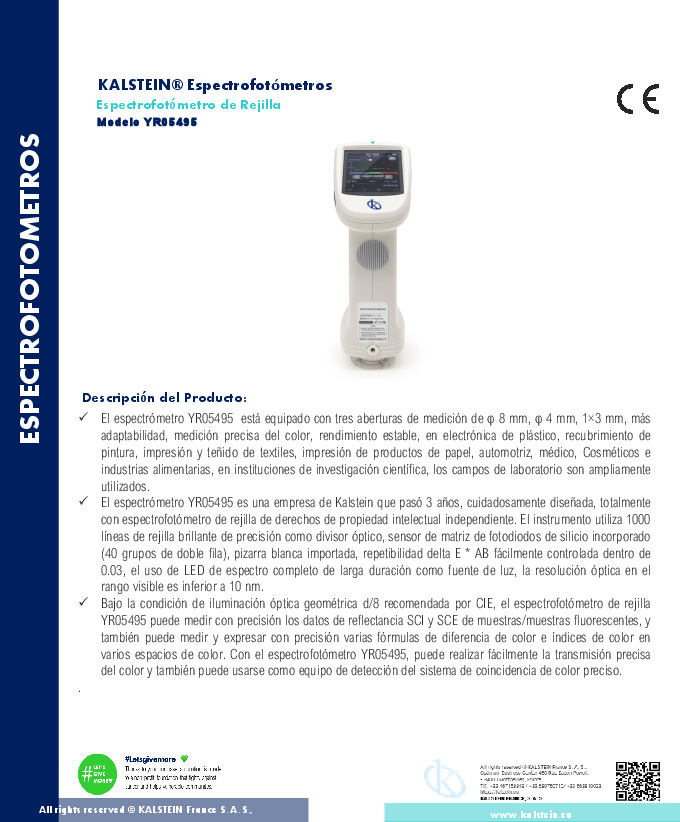 KALSTEIN® Espectrofotómetros
Espectrofotómetro de Rejilla
Modelo YR05495
CE
ESPECTROFOTOMETROS
Descripción del Producto:
✓ El espectrómetro YR05495 está equipado con tres aberturas de medición de φ 8 mm, φ 4 mm, 1×3 mm, más
adaptabilidad, medición precisa del color, rendimiento estable, en electrónica de plástico, recubrimiento de
pintura, impresión y teñido de textiles, impresión de productos de papel, automotriz, médico, Cosméticos e
industrias alimentarias, en instituciones de investigación científica, los campos de laboratorio son ampliamente
utilizados.
✓ El espectrómetro YR05495 es una empresa de Kalstein que pasó 3 años, cuidadosamente diseñada, totalmente
con espectrofotómetro de rejilla de derechos de propiedad intelectual independiente. El instrumento utiliza 1000
líneas de rejilla brillante de precisión como divisor óptico, sensor de matriz de fotodiodos de silicio incorporado
(40 grupos de doble fila), pizarra blanca importada, repetibilidad delta E * AB fácilmente controlada dentro de
0.03, el uso de LED de espectro completo de larga duración como fuente de luz, la resolución óptica en el
rango visible es inferior a 10 nm.
✓ Bajo la condición de iluminación óptica geométrica d/8 recomendada por CIE, el espectrofotómetro de rejilla
YR05495 puede medir con precisión los datos de reflectancia SCI y SCE de muestras/muestras fluorescentes, y
también puede medir y expresar con precisión varias fórmulas de diferencia de color e índices de color en
varios espacios de color. Con el espectrofotómetro YR05495, puede realizar fácilmente la transmisión precisa
del color y también puede usarse como equipo de detección del sistema de coincidencia de color preciso.
.
#LET'S
GIVE
MORE
#Letsgivemore
All rights reserved ® KALSTEIN France S. A. S.,
KALSTEIN FRANCE, S. A. S
All rights reserved ® KALSTEIN France S. A. S.,
www.kalstein.eu